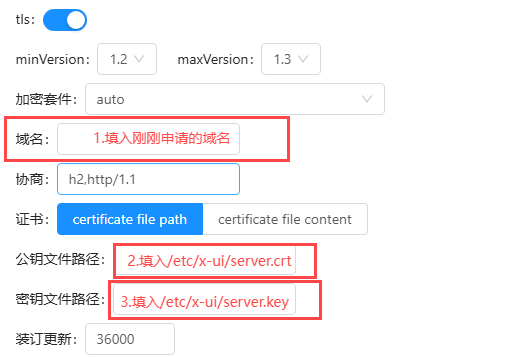 tls:
minVersion: 1.2 maxVersion: 1.3
加密套件: auto
域名: 1.填入刚刚申请的域名
协商: h2,http/1.1
证书: certificate file path certificate file content
公钥文件路径: 2.填入/etc/x-ui/server.crt
密钥文件路径: 3.填入/etc/x-ui/server.key
装订更新: 36000